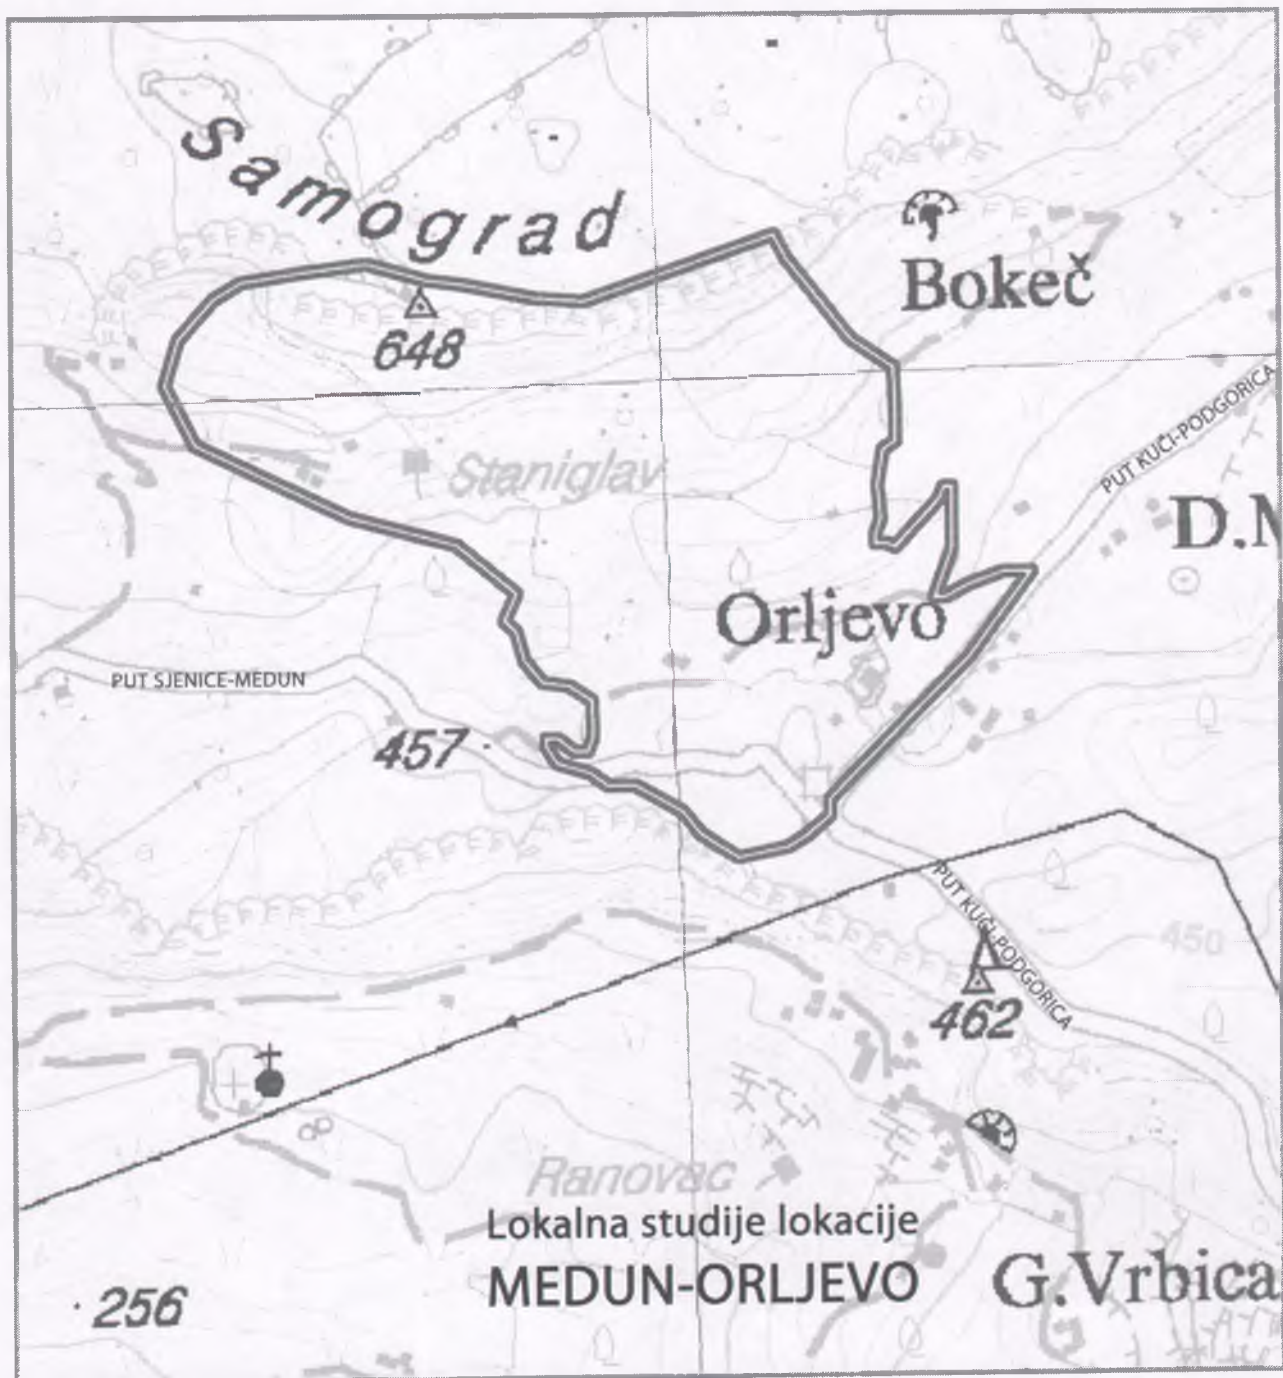 Samograd
Bokeč
648
PUT KUČI-PODGORICA
Staniglav
D.M
Orljevo
PUT SJENICE-MEDUN
457
PUT KUČI-PODGORICA
450
462
Ranovac
Lokalna studije lokacije
MEDUN-ORLJEVO
G.Vrbica
256